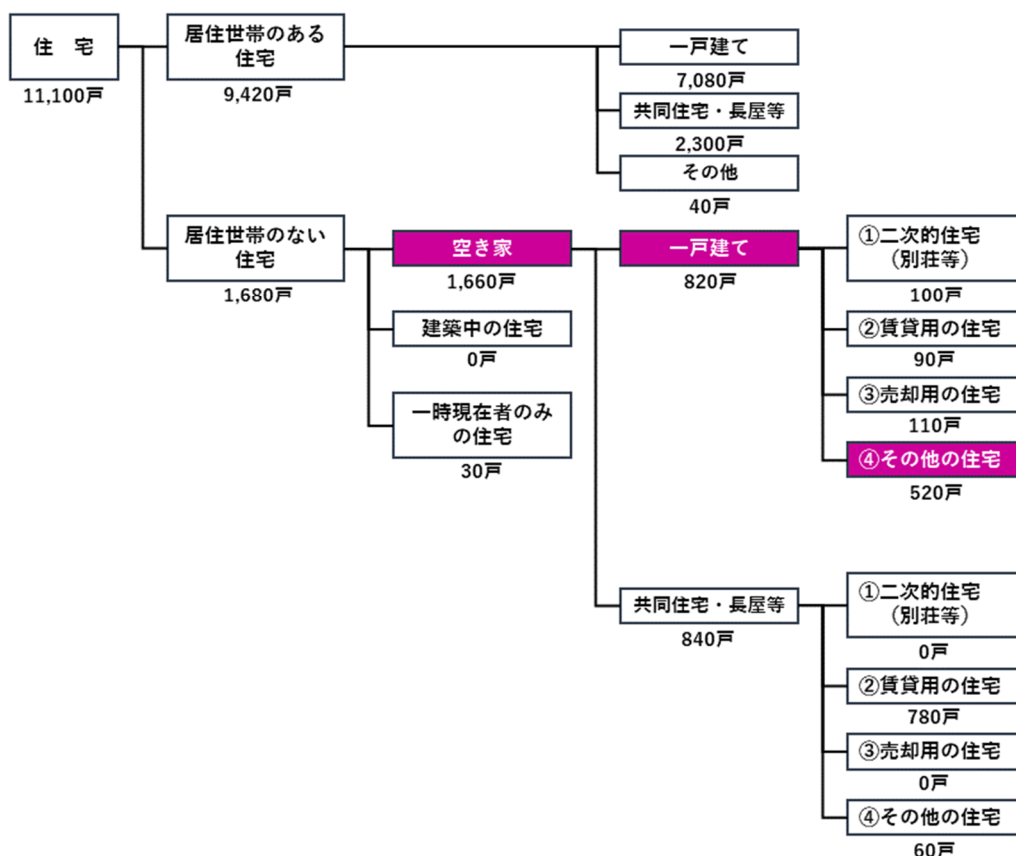 住　宅
11,100戸
居住世帯のある
住宅
9,420戸
一戸建て
7,080戸
共同住宅・長屋等
2,300戸
その他
40戸
居住世帯のない
住宅
1,680戸
空き家
1,660戸
建築中の住宅
0戸
一時現在者のみ
の住宅
30戸
一戸建て
820戸
①二次的住宅
（別荘等）
100戸
②賃貸用の住宅
90戸
③売却用の住宅
110戸
④その他の住宅
520戸
共同住宅・長屋等
840戸
①二次的住宅
（別荘等）
0戸
②賃貸用の住宅
780戸
③売却用の住宅
0戸
④その他の住宅
60戸